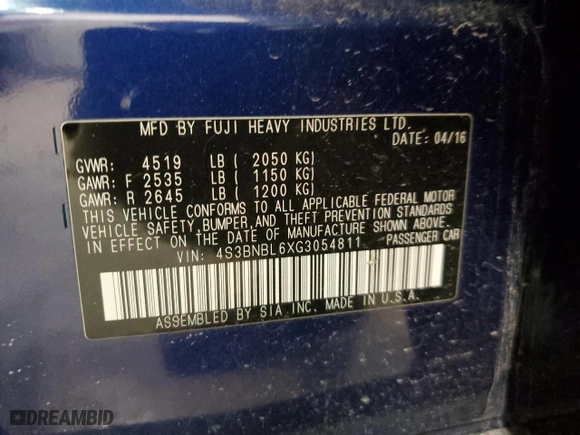 MFD BY FUJI HEAVY INDUSTRIES LTD.
DATE: 04/16
GVWR: 4519 LB ( 2050 KG)
GAWR: F 2535 LB ( 1150 KG)
GAWR: R 2645 LB ( 1200 KG)
THIS VEHICLE CONFORMS TO ALL APPLICABLE FEDERAL MOTOR
VEHICLE SAFETY,BUMPER,AND THEFT PREVENTION STANDARDS
IN EFFECT ON THE DATE OF MANUFACTURE SHOWN ABOVE.
VIN: 4S3BNBL6XG3054811 PASSENGER CAR
ASSEMBLED BY SIA INC. MADE IN U.S.A.
DREAMBID